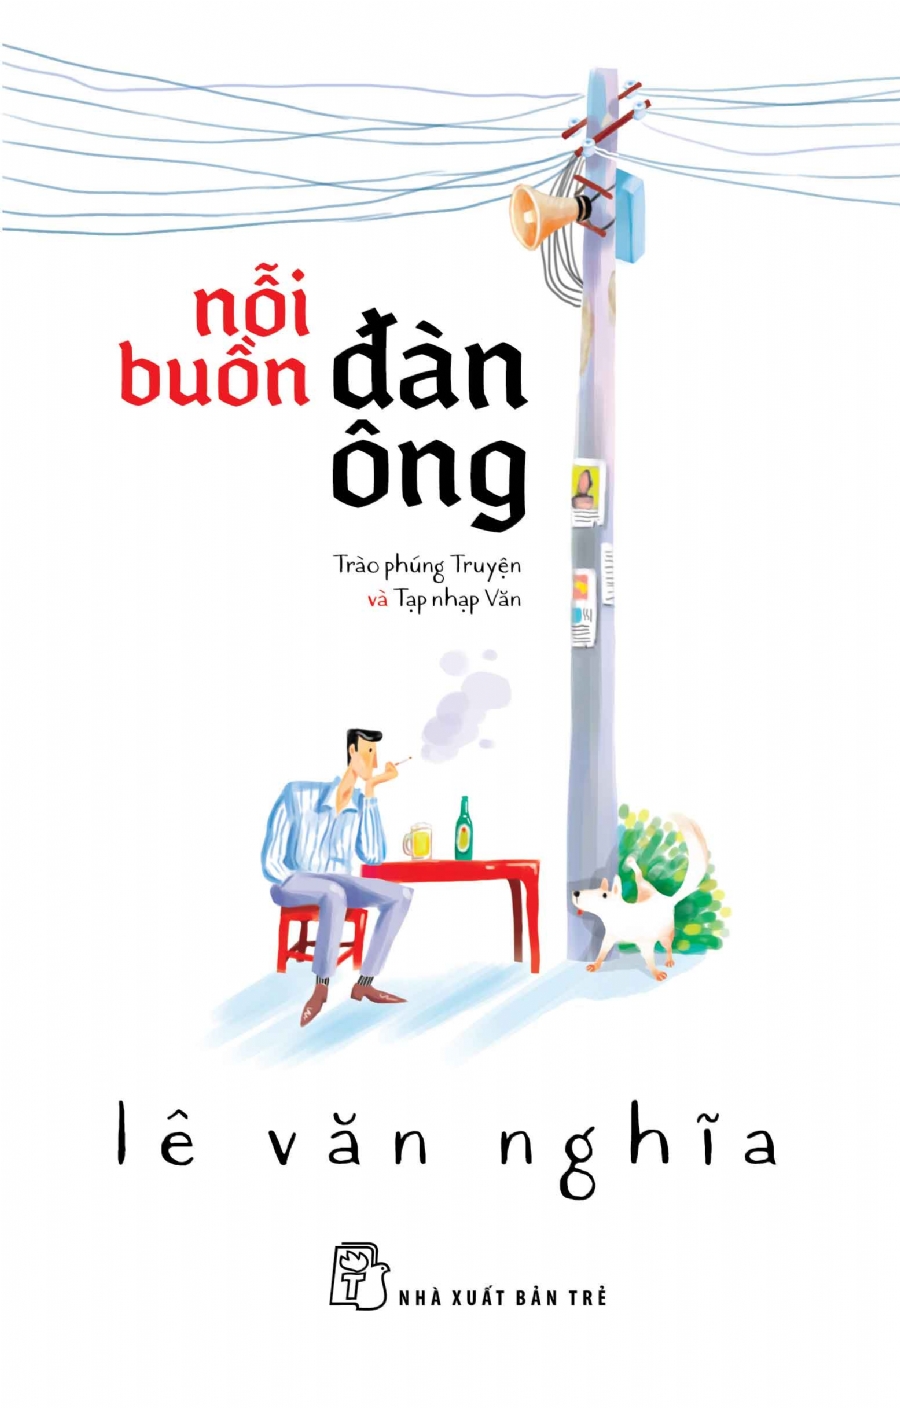 nỗi
buồn đàn
ông
Trào phúng Truyện
và Tạp nhạp Văn
lê văn nghĩa
T
NHÀ XUẤT BẢN TRẺ